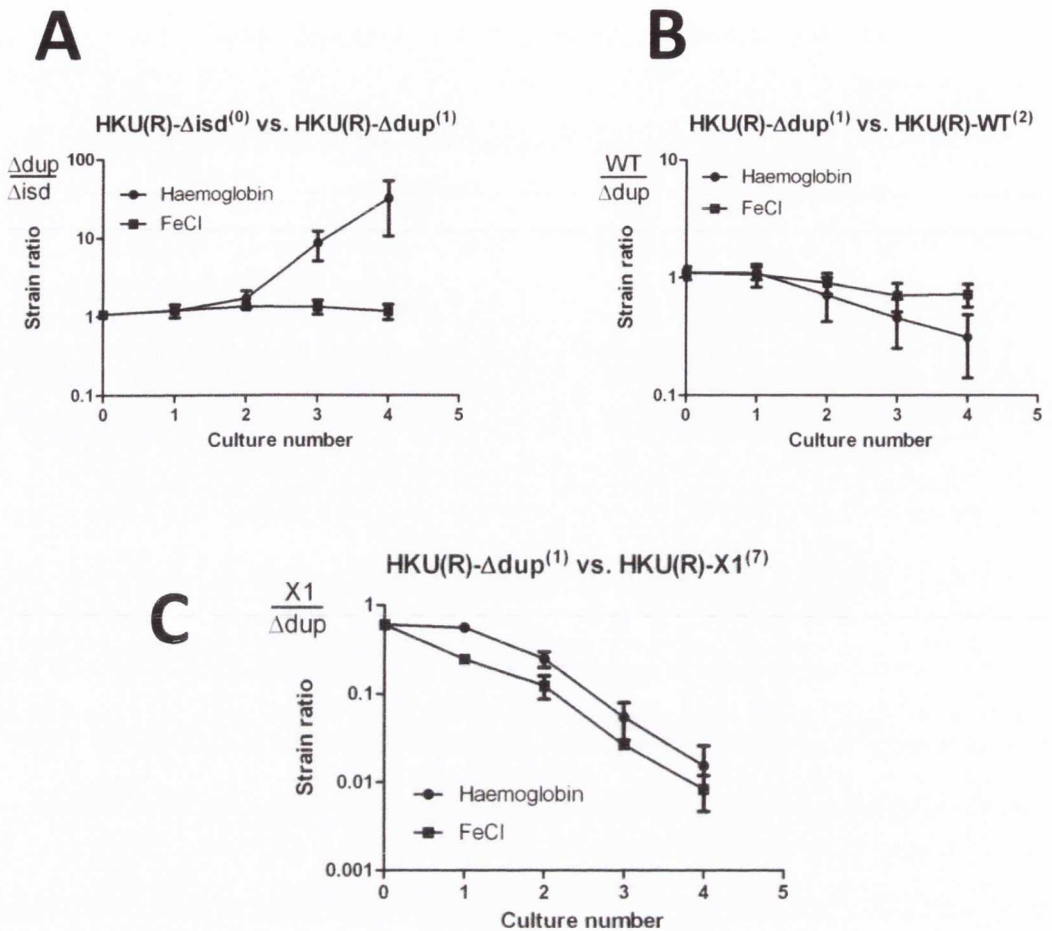 A
HKU(R)-Δisd(0) vs. HKU(R)-Δdup(1)
Δdup
Δisd
100
10
1
0.1
Strain ratio
Haemoglobin
FeCl
0 1 2 3 4 5
Culture number
B
HKU(R)-Δdup(1) vs. HKU(R)-WT(2)
WT
Δdup
10
1
0.1
Strain ratio
Haemoglobin
FeCl
0 1 2 3 4 5
Culture number
C
HKU(R)-Δdup(1) vs. HKU(R)-X1(7)
X1
Δdup
1
0.1
0.01
0.001
Strain ratio
Haemoglobin
FeCl
0 1 2 3 4 5
Culture number